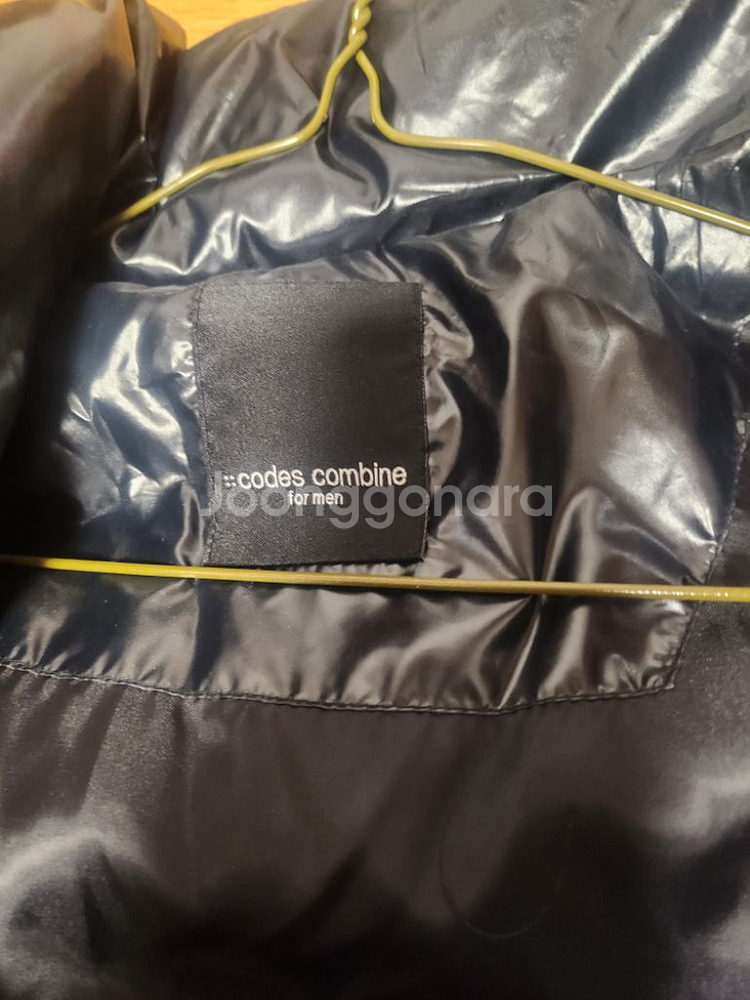 ::codes combine
for men
Joonggonara